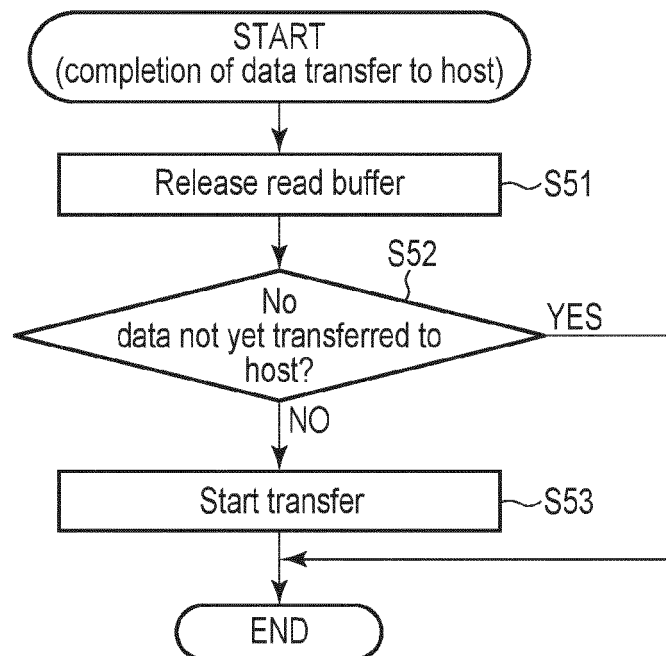 START
(completion of data transfer to host)
Release read buffer
S51
S52
No
data not yet transferred to
host?
YES
NO
Start transfer
S53
END